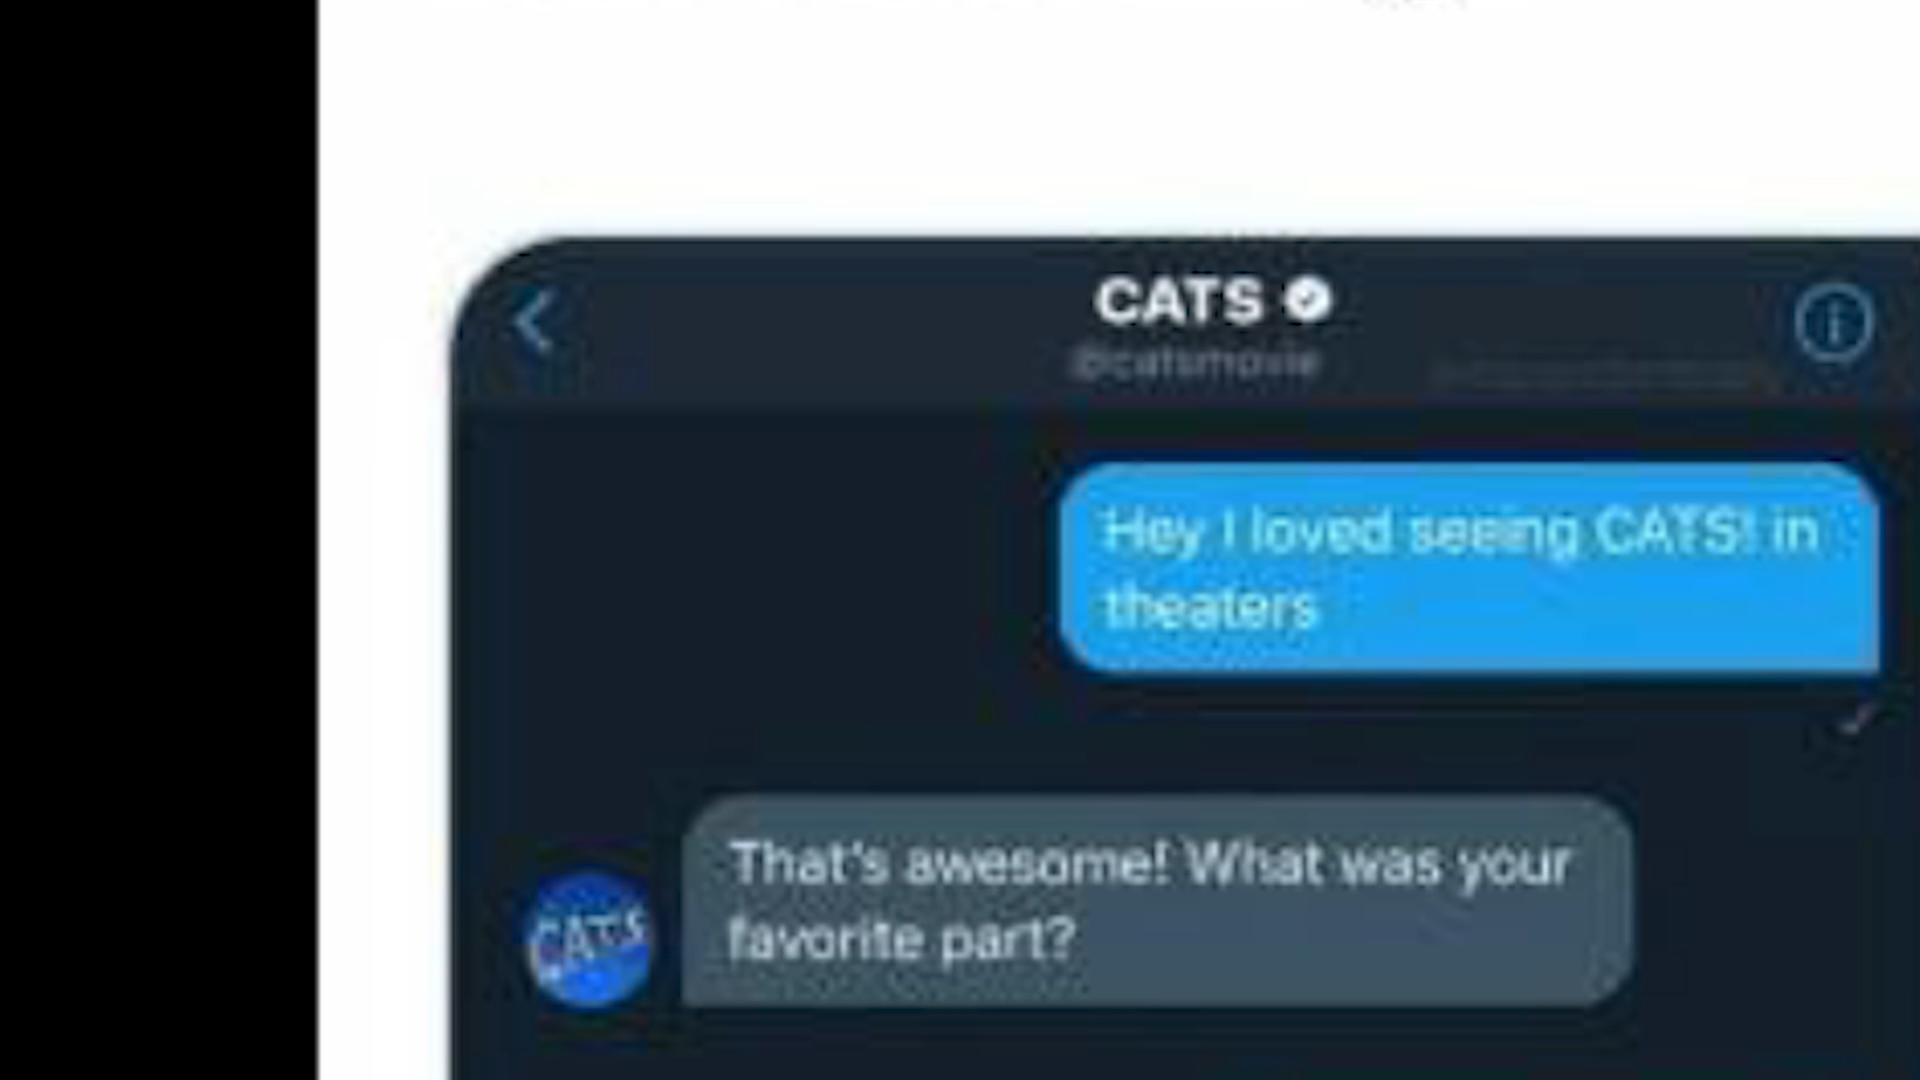 CATS
@catsmovie
Hey I loved seeing CATS! in
theaters
That's awesome! What was your
favorite part?
CATS